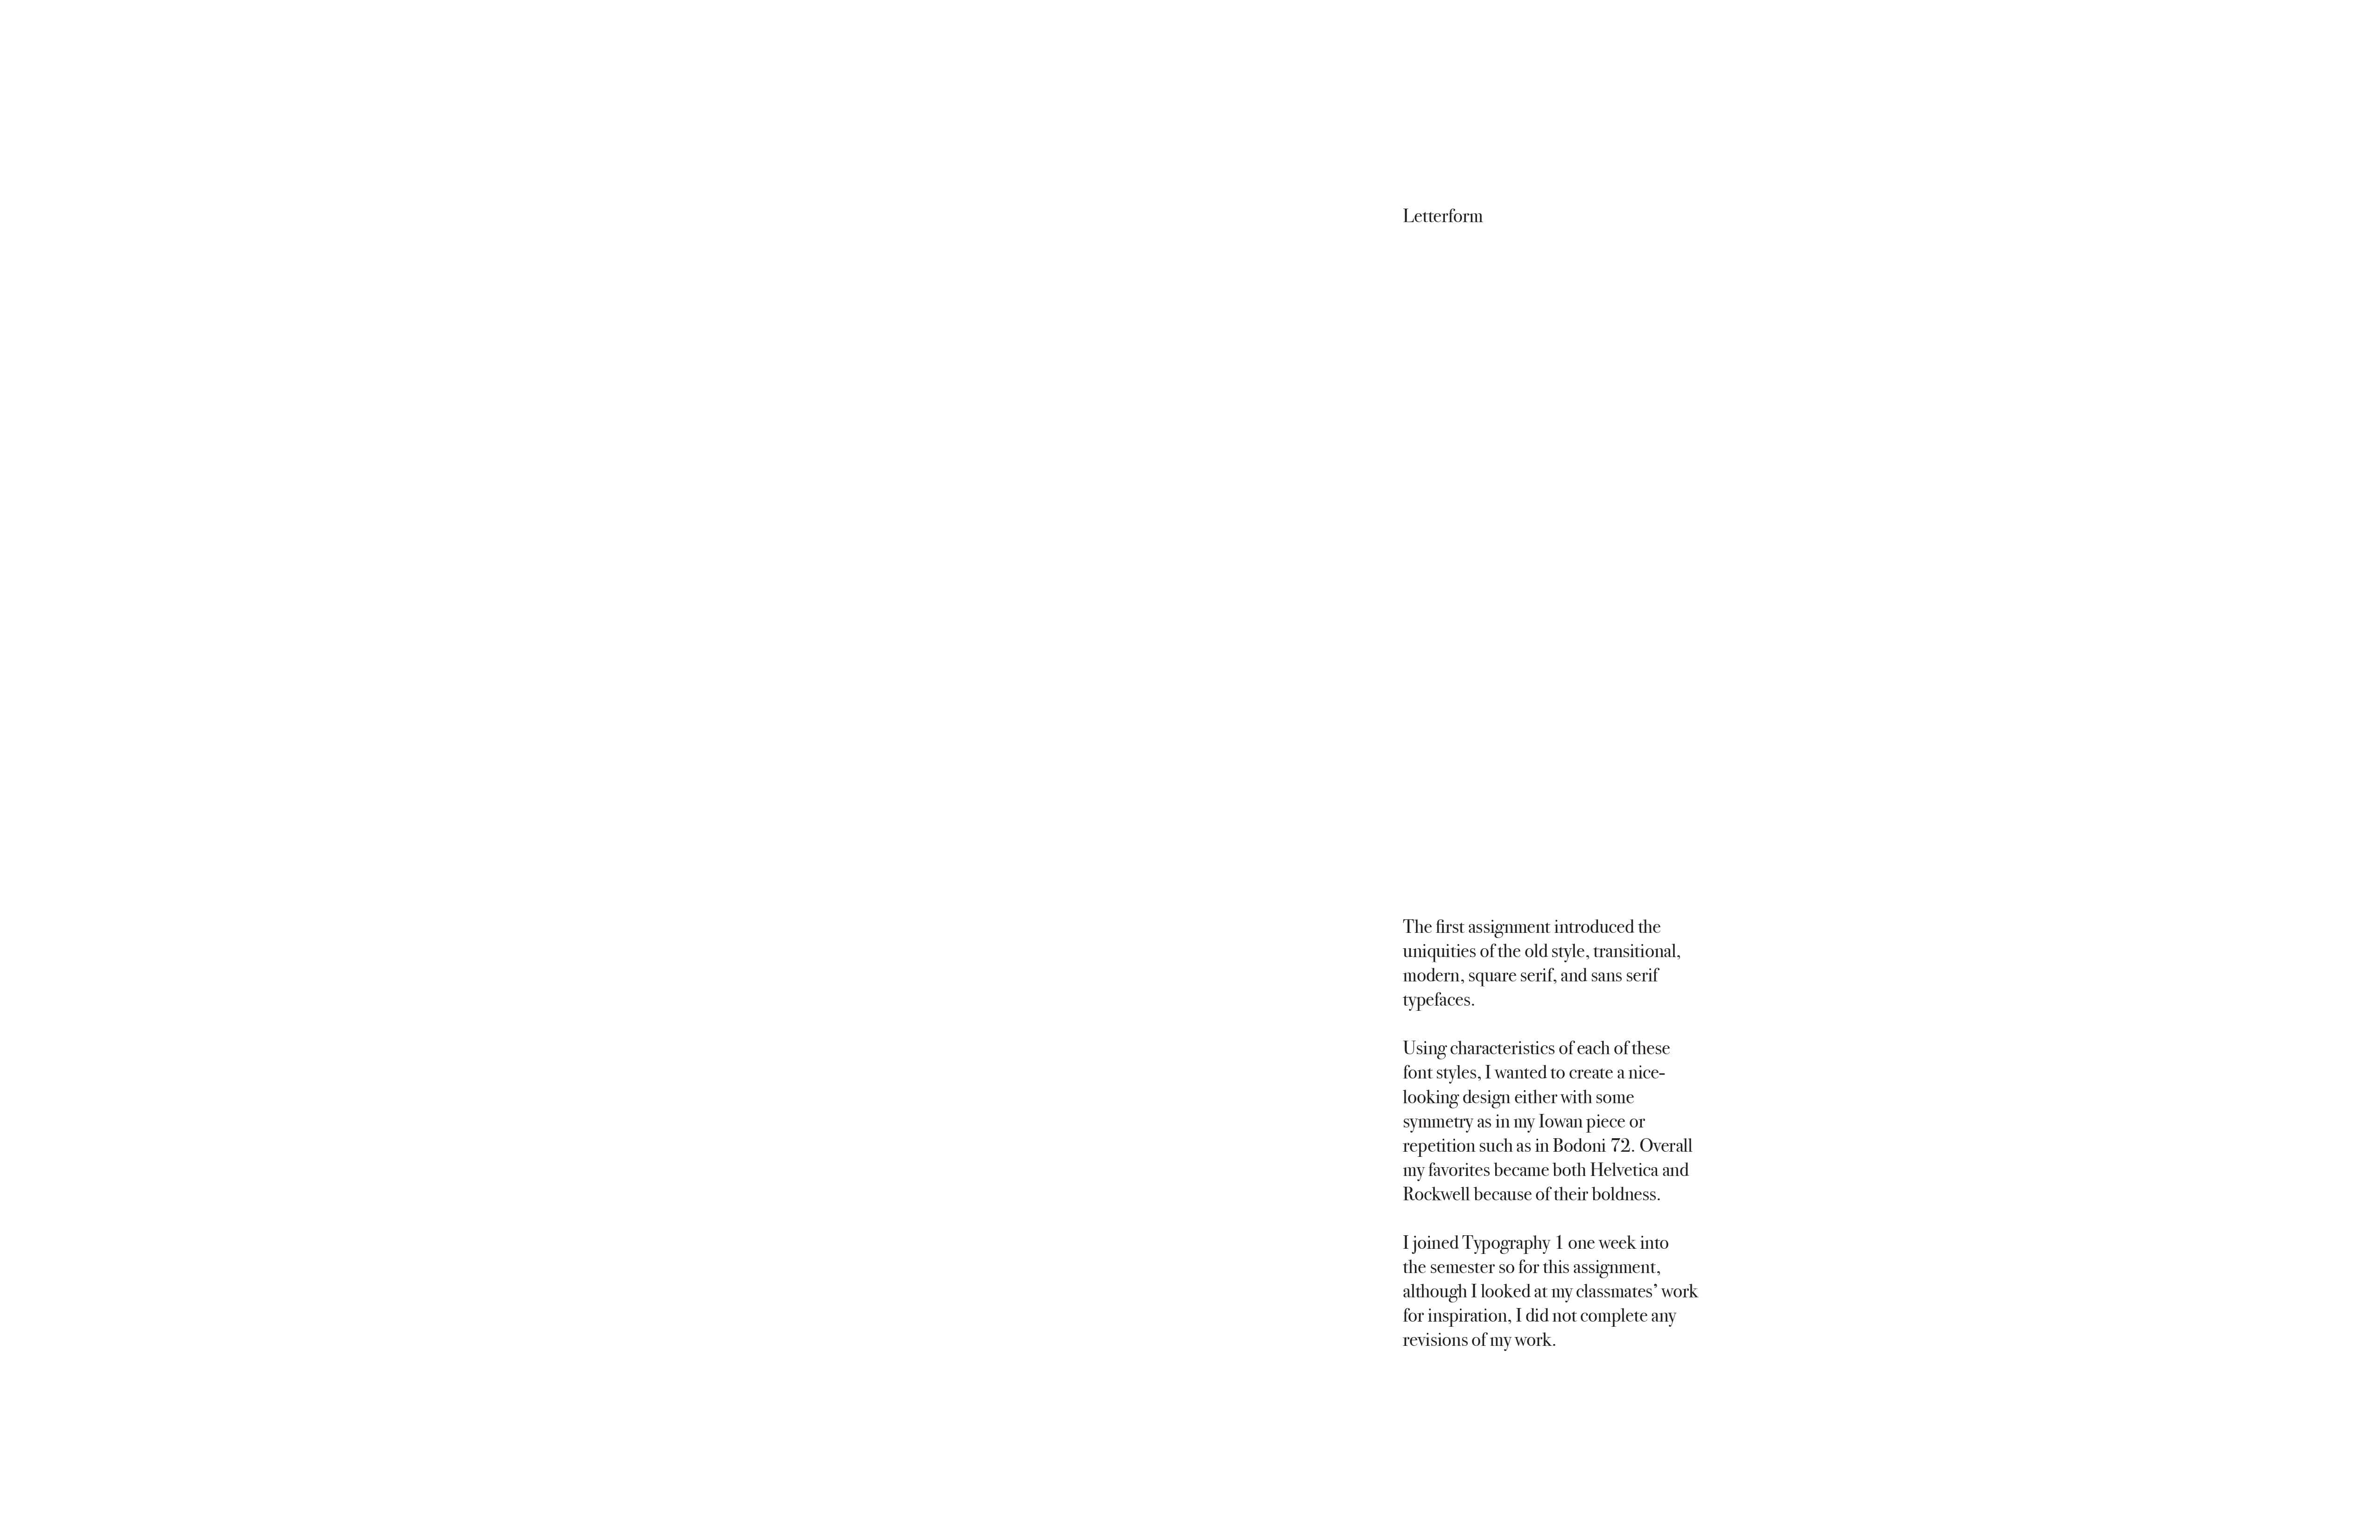 Letterform
The first assignment introduced the
uniquities of the old style, transitional,
modern, square serif, and sans serif
typefaces.
Using characteristics of each of these
font styles, I wanted to create a nice-
looking design either with some
symmetry as in my Iowan piece or
repetition such as in Bodoni 72. Overall
my favorites became both Helvetica and
Rockwell because of their boldness.
I joined Typography 1 one week into
the semester so for this assignment,
although I looked at my classmates’ work
for inspiration, I did not complete any
revisions of my work.